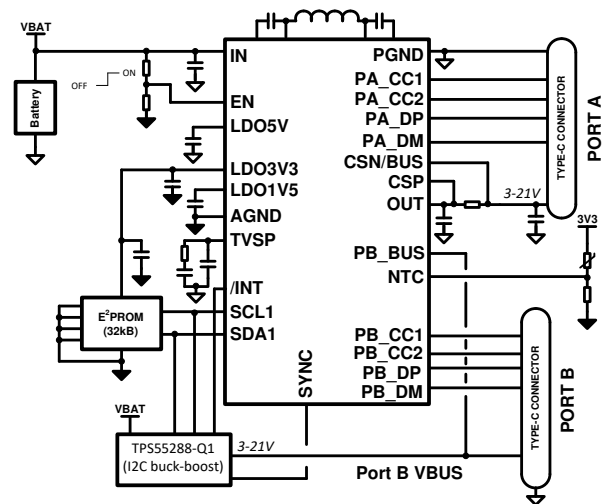 VBAT
Battery
OFF
ON
IN
EN
LDO5V
LDO3V3
LDO1V5
AGND
TVSP
/INT
SCL1
SDA1
SYNC
PGND
PA_CC1
PA_CC2
PA_DP
PA_DM
CSN/BUS
CSP
OUT
PB_BUS
NTC
PB_CC1
PB_CC2
PB_DP
PB_DM
TYPE-C CONNECTOR
PORT A
3-21V
3V3
E²PROM
(32kB)
VBAT
TPS55288-Q1
(I2C buck-boost)
3-21V
Port B VBUS
TYPE-C CONNECTOR
PORT B